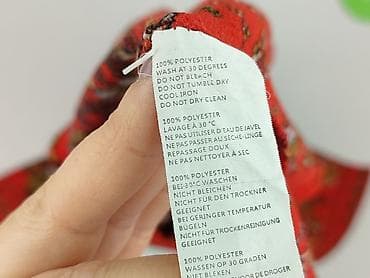 100% POLYESTER
WASH AT 30 DEGREES
DO NOT BLEACH
DO NOT TUMBLE DRY
COOL IRON
DO NOT DRY CLEAN
100% POLYESTER
LAVAGE À 30 °C
NE PAS UTILISER D'EAU DE JAVEL
NE PAS PASSER AU SÈCHE-LINGE
REPASSAGE DOUX
NE PAS NETTOYER À SEC
100% POLYESTER
BEI 30°C WASCHEN
NICHT BLEICHEN
NICHT FÜR DEN TROCKNER
GEEIGNET
BEI GERINGER TEMPERATUR
BÜGELN
NICHT FÜR TROCKENREINIGUNG
GEEIGNET
100% POLYESTER
WASSEN OP 30 GRADEN
NIET BLEKEN
VOOR DE DROGER